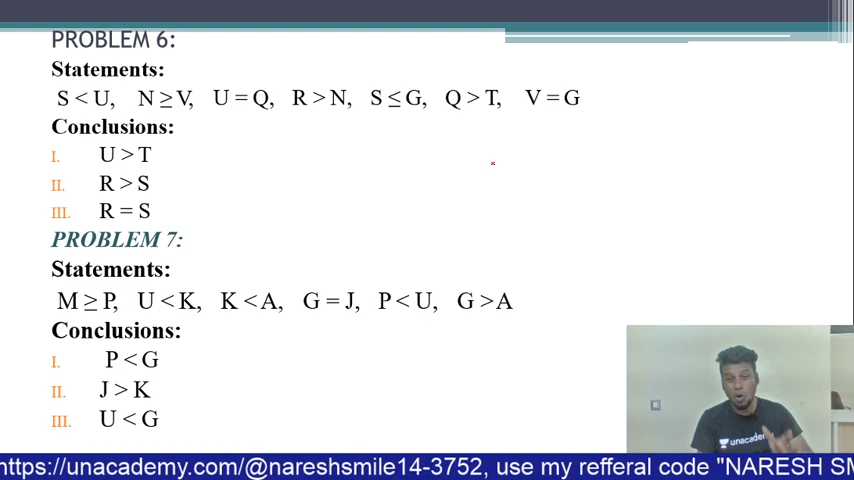 PROBLEM 6:
Statements:
S < U, N ≥ V, U = Q, R > N, S ≤ G, Q > T, V = G
Conclusions:
I. U > T
II. R > S
III. R = S
PROBLEM 7:
Statements:
M ≥ P, U < K, K < A, G = J, P < U, G > A
Conclusions:
I. P < G
II. J > K
III. U < G
unacademy
https://unacademy.com/@nareshsmile14-3752, use my refferal code "NARESH SM